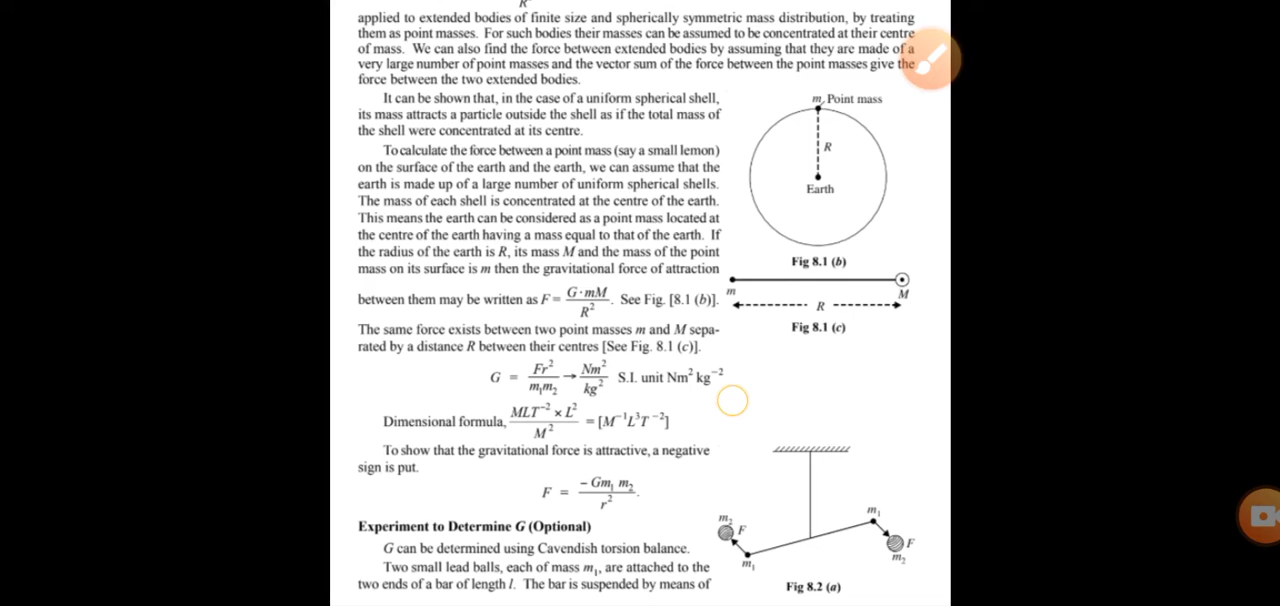 R
applied to extended bodies of finite size and spherically symmetric mass distribution, by treating
them as point masses. For such bodies their masses can be assumed to be concentrated at their centre
of mass. We can also find the force between extended bodies by assuming that they are made of a
very large number of point masses and the vector sum of the force between the point masses give the
force between the two extended bodies.
It can be shown that, in the case of a uniform spherical shell,
its mass attracts a particle outside the shell as if the total mass of
the shell were concentrated at its centre.
To calculate the force between a point mass (say a small lemon)
on the surface of the earth and the earth, we can assume that the
earth is made up of a large number of uniform spherical shells.
The mass of each shell is concentrated at the centre of the earth.
This means the earth can be considered as a point mass located at
the centre of the earth having a mass equal to that of the earth. If
the radius of the earth is R, its mass M and the mass of the point
mass on its surface is m then the gravitational force of attraction
between them may be written as F = G·mM / R². See Fig. [8.1 (b)].
The same force exists between two point masses m and M sepa-
rated by a distance R between their centres [See Fig. 8.1 (c)].
G = Fr² / m₁m₂ → Nm² / kg² S.I. unit Nm² kg⁻²
Dimensional formula, MLT⁻² × L² / M² = [M⁻¹L³T⁻²]
To show that the gravitational force is attractive, a negative
sign is put.
F = − Gm₁ m₂ / r².
Experiment to Determine G (Optional)
G can be determined using Cavendish torsion balance.
Two small lead balls, each of mass m₁, are attached to the
two ends of a bar of length l. The bar is suspended by means of
m, Point mass
R
Earth
Fig 8.1 (b)
m
M
R
Fig 8.1 (c)
m₂
F
m₁
m₁
F
m₂
Fig 8.2 (a)